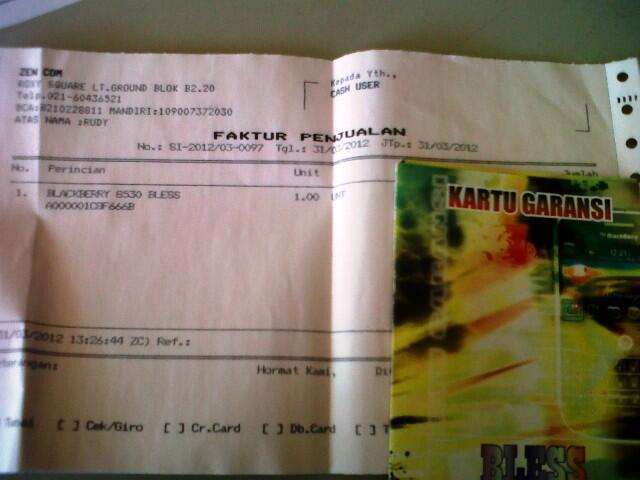 ZEN COM
ROXY SQUARE LT.GROUND BLOK B2.20
Telp.021-60436521
BCA:8210228811 MANDIRI:109007372030
ATAS NAMA :RUDY
Kepada Yth.,
CASH USER
FAKTUR PENJUALAN
No.: SI-2012/03-0097 Tgl.: 31/03/2012 JTp.: 31/03/2012
No. Perincian Unit Jumlah
1. BLACKBERRY 8530 BLESS 1.00 UNT
A000001C8F666B
31/03/2012 13:26:44 ZC) Ref.:
Hormat Kami,
[ ] Cek/Giro [ ] Cr.Card [ ] Db.Card [ ] T
KARTU GARANSI
BlackBerry
BLESS